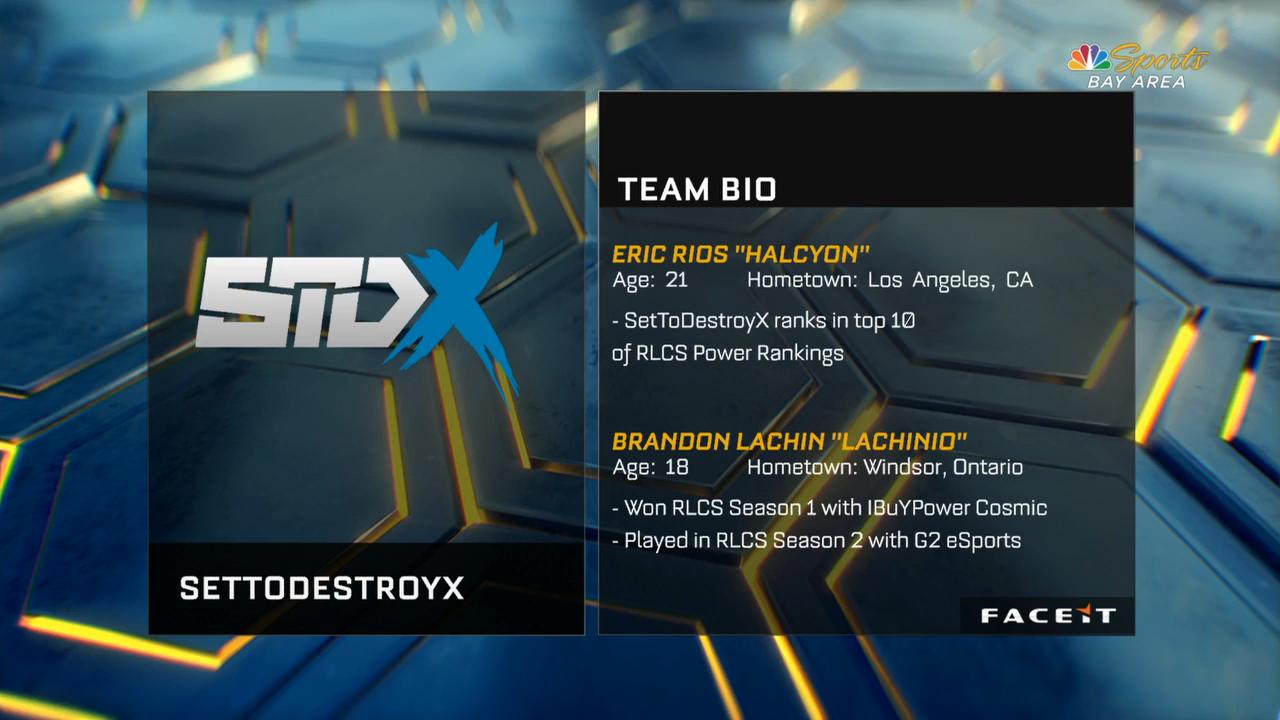 Sports
BAY AREA
TEAM BIO
ERIC RIOS "HALCYON"
Age: 21 Hometown: Los Angeles, CA
- SetToDestroyX ranks in top 10
of RLCS Power Rankings
STDX
BRANDON LACHIN "LACHINIO"
Age: 18 Hometown: Windsor, Ontario
- Won RLCS Season 1 with IBuYPower Cosmic
- Played in RLCS Season 2 with G2 eSports
SETTODESTROYX
FACEIT